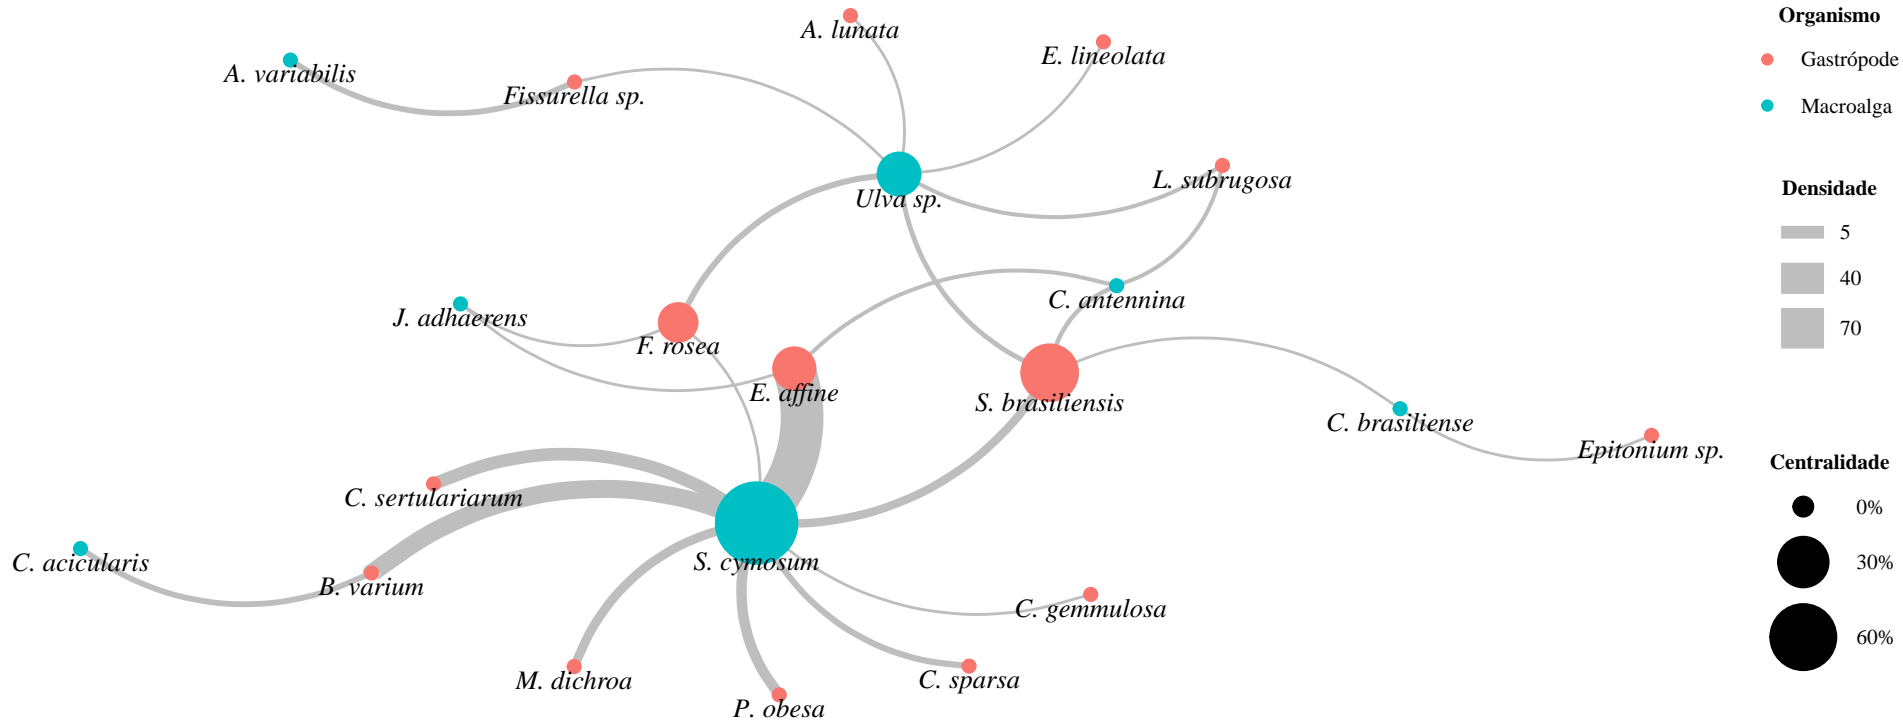 A. lunata
E. lineolata
A. variabilis
Fissurella sp.
L. subrugosa
Ulva sp.
C. antennina
J. adhaerens
F. rosea
E. affine
S. brasiliensis
C. brasiliense
Epitonium sp.
C. sertulariarum
C. acicularis
S. cymosum
B. varium
C. gemmulosa
M. dichroa
C. sparsa
P. obesa
Organismo
Gastrópode
Macroalga
Densidade
5
40
70
Centralidade
0%
30%
60%